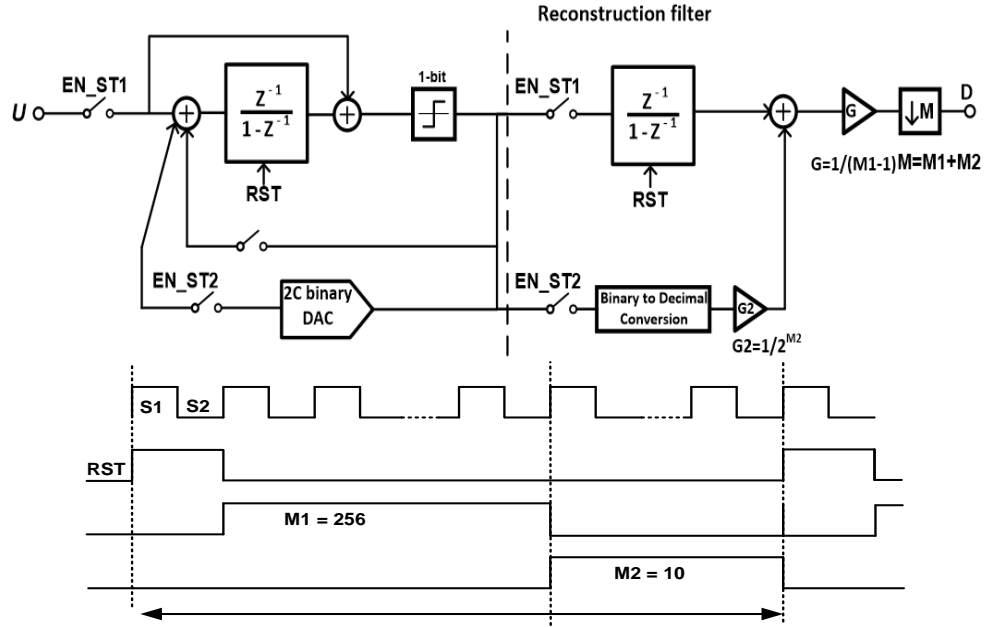 Reconstruction filter
EN_ST1
U
+
Z-1
1-Z-1
RST
+
1-bit
EN_ST1
Z-1
1-Z-1
RST
+
G
↓M
D
G=1/(M1-1) M=M1+M2
EN_ST2
2C binary
DAC
EN_ST2
Binary to Decimal
Conversion
G2
G2=1/2^M2
S1 S2
RST
M1 = 256
M2 = 10